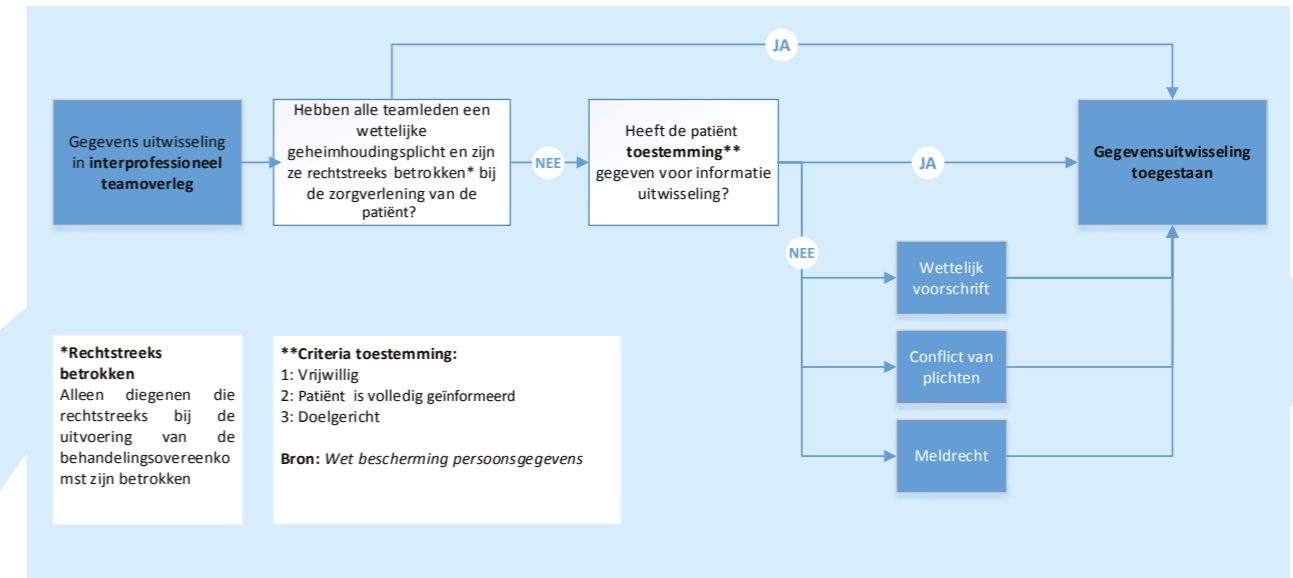 JA
Gegevens uitwisseling
in interprofessioneel
teamoverleg
Hebben alle teamleden een
wettelijke
geheimhoudingsplicht en zijn
ze rechtstreeks betrokken* bij
de zorgverlening van de
patiënt?
NEE
Heeft de patiënt
toestemming**
gegeven voor informatie
uitwisseling?
JA
Gegevensuitwisseling
toegestaan
NEE
Wettelijk
voorschrift
Conflict van
plichten
Meldrecht
*Rechtstreeks
betrokken
Alleen diegenen die
rechtstreeks bij de
uitvoering van de
behandelingsovereenko
mst zijn betrokken
**Criteria toestemming:
1: Vrijwillig
2: Patiënt is volledig geïnformeerd
3: Doelgericht
Bron: Wet bescherming persoonsgegevens